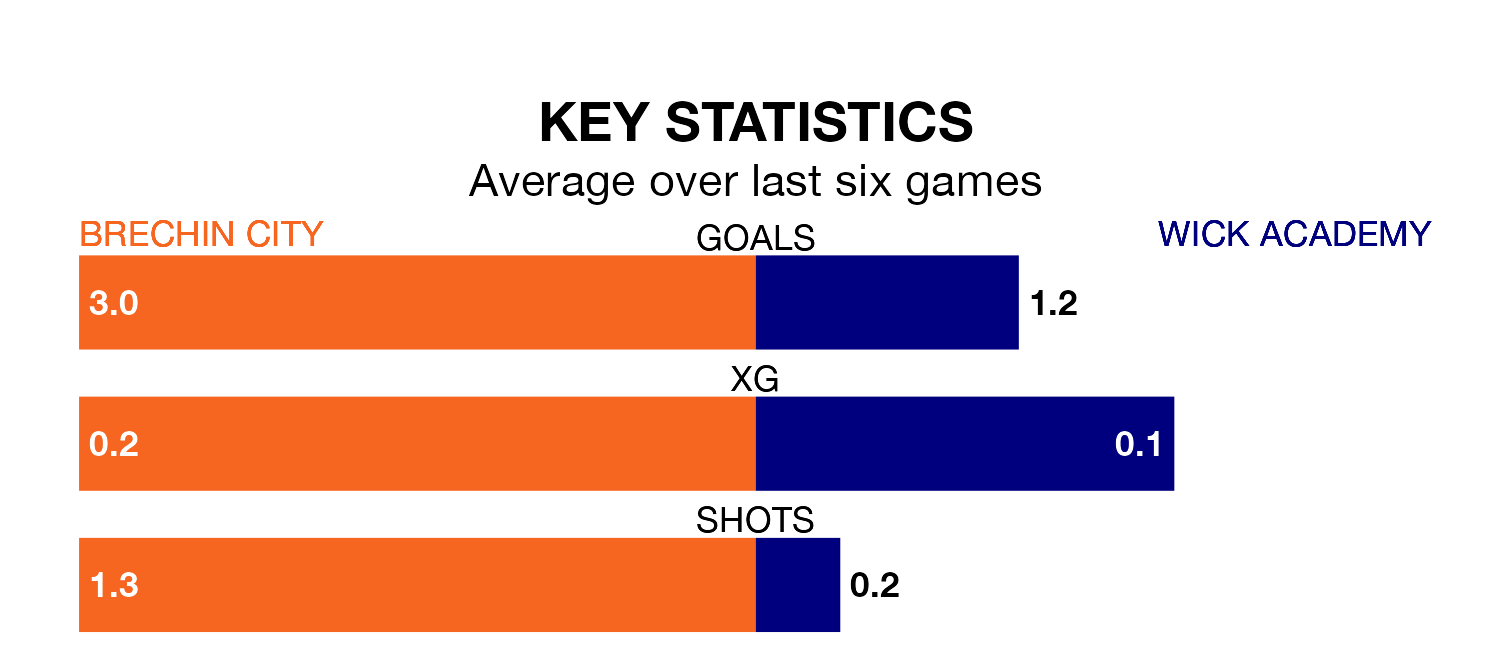 KEY STATISTICS
Average over last six games
BRECHIN CITY
GOALS
WICK ACADEMY
3.0
1.2
XG
0.2
0.1
SHOTS
1.3
0.2